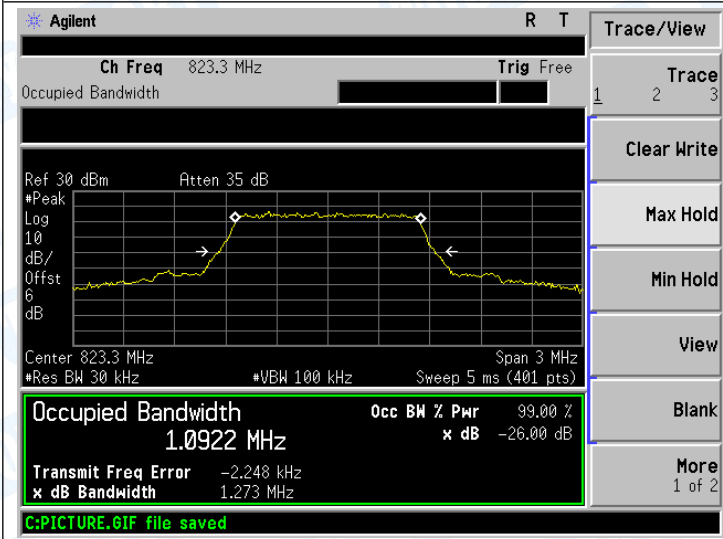 Agilent R T
Trace/View
Ch Freq 823.3 MHz Trig Free
Occupied Bandwidth
Trace
1 2 3
Clear Write
Ref 30 dBm Atten 35 dB
#Peak
Log
10
dB/
Offst
6
dB
Max Hold
Min Hold
View
Center 823.3 MHz Span 3 MHz
#Res BW 30 kHz #VBW 100 kHz Sweep 5 ms (401 pts)
Occupied Bandwidth Occ BW % Pwr 99.00 %
1.0922 MHz x dB -26.00 dB
Transmit Freq Error -2.248 kHz
x dB Bandwidth 1.273 MHz
Blank
More
1 of 2
C:PICTURE.GIF file saved